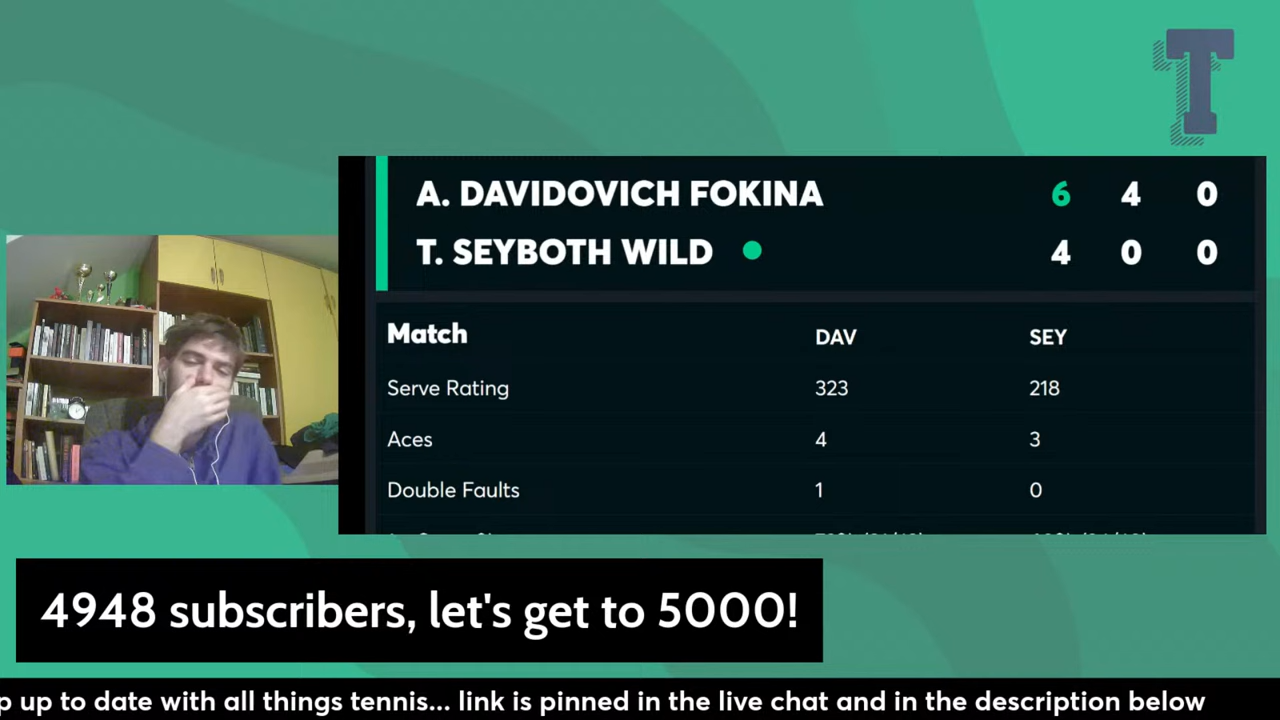 T
A. DAVIDOVICH FOKINA 6 4 0
T. SEYBOTH WILD 4 0 0
Match DAV SEY
Serve Rating 323 218
Aces 4 3
Double Faults 1 0
4948 subscribers, let's get to 5000!
p up to date with all things tennis... link is pinned in the live chat and in the description below